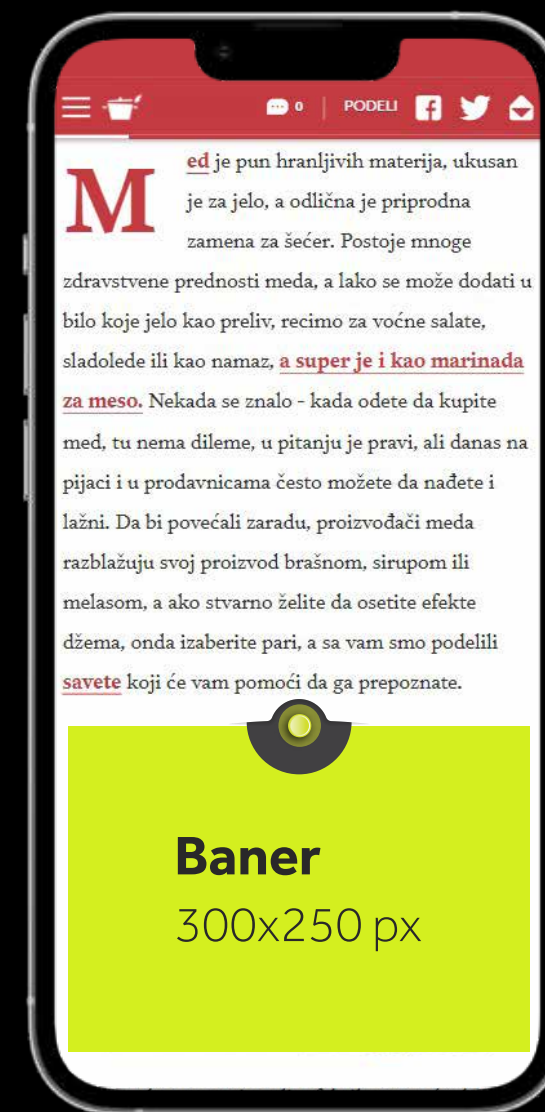 0 | PODELI
Med je pun hranljivih materija, ukusan
je za jelo, a odlična je priprodna
zamena za šećer. Postoje mnoge
zdravstvene prednosti meda, a lako se može dodati u
bilo koje jelo kao preliv, recimo za voćne salate,
sladolede ili kao namaz, a super je i kao marinada
za meso. Nekada se znalo - kada odete da kupite
med, tu nema dileme, u pitanju je pravi, ali danas na
pijaci i u prodavnicama često možete da nađete i
lažni. Da bi povećali zaradu, proizvođači meda
razblažuju svoj proizvod brašnom, sirupom ili
melasom, a ako stvarno želite da osetite efekte
džema, onda izaberite pari, a sa vam smo podelili
savete koji će vam pomoći da ga prepoznate.
Baner
300x250 px